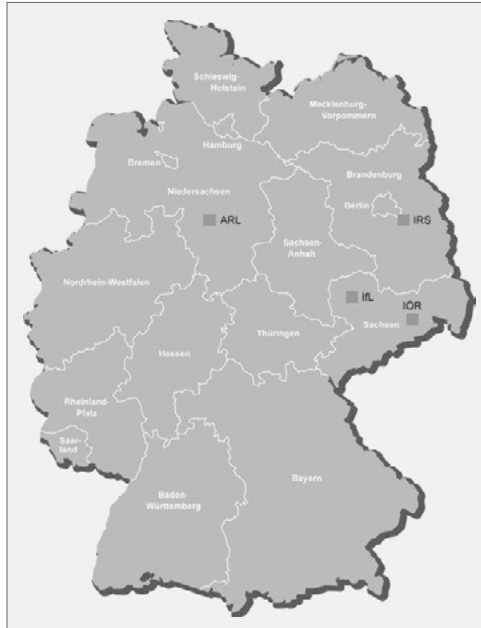 Schleswig-
Holstein
Mecklenburg-
Vorpommern
Hamburg
Bremen
Brandenburg
Niedersachsen
Berlin
ARL
IRS
Sachsen-
Anhalt
Nordrhein-Westfalen
IfL
IÖR
Sachsen
Thüringen
Hessen
Rheinland-
Pfalz
Saar-
land
Bayern
Baden-
Württemberg